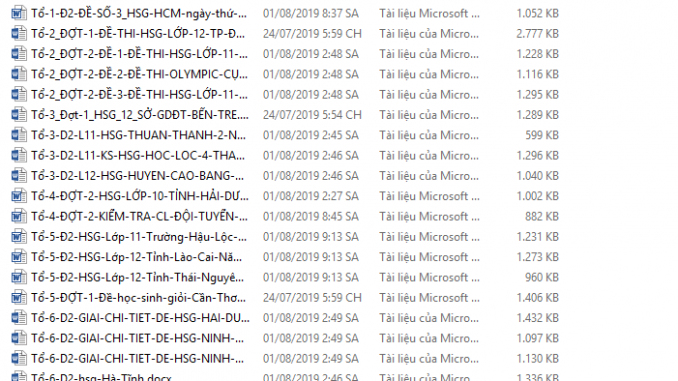 Tổ-1-Đ2-ĐỀ-SỐ-3_HSG-HCM-ngày-thứ-... 01/08/2019 8:37 SA Tài liệu Microsoft ... 1.052 KB
Tổ-2_ĐỢT-1-ĐỀ-THI-HSG-LỚP-12-TP-Đ... 24/07/2019 5:59 CH Tài liệu của Micro... 2.777 KB
Tổ-2_ĐỢT-2-ĐỀ-1-ĐỀ-THI-HSG-LỚP-11-... 01/08/2019 2:48 SA Tài liệu của Micro... 1.228 KB
Tổ-2_ĐỢT-2-ĐỀ-2-ĐỀ-THI-OLYMPIC-CỤ... 01/08/2019 2:48 SA Tài liệu của Micro... 1.116 KB
Tổ-2_ĐỢT-2-ĐỀ-3-ĐỀ-THI-HSG-LỚP-11-... 01/08/2019 2:48 SA Tài liệu của Micro... 1.295 KB
Tổ-3_Đợt-1_HSG_12_SỞ-GDĐT-BẾN-TRE.... 24/07/2019 5:54 CH Tài liệu của Micro... 1.289 KB
Tổ-3-D2-L11-HSG-THUAN-THANH-2-N... 01/08/2019 2:45 SA Tài liệu của Micro... 599 KB
Tổ-3-D2-L11-KS-HSG-HOC-LOC-4-THA... 01/08/2019 2:46 SA Tài liệu của Micro... 1.296 KB
Tổ-3-D2-L12-HSG-HUYEN-CAO-BANG-... 01/08/2019 2:46 SA Tài liệu của Micro... 1.040 KB
Tổ-4-ĐỢT-2-HSG-LỚP-10-TỈNH-HẢI-DƯ... 01/08/2019 2:27 SA Tài liệu Microsoft ... 1.002 KB
Tổ-4-ĐỢT-2-KIỂM-TRA-CL-ĐỘI-TUYỂN-... 01/08/2019 8:45 SA Tài liệu của Micro... 882 KB
Tổ-5-Đ2-HSG-Lớp-11-Trường-Hậu-Lộc-... 01/08/2019 9:13 SA Tài liệu Microsoft ... 1.231 KB
Tổ-5-Đ2-HSG-Lớp-12-Tỉnh-Lào-Cai-Nă... 01/08/2019 9:13 SA Tài liệu Microsoft ... 1.273 KB
Tổ-5-Đ2-HSG-Lớp-12-Tỉnh-Thái-Nguyê... 01/08/2019 9:13 SA Tài liệu Microsoft ... 960 KB
Tổ-5-ĐỢT-1-Đề-học-sinh-giỏi-Cần-Thơ... 24/07/2019 5:59 CH Tài liệu Microsoft ... 1.406 KB
Tổ-6-D2-GIAI-CHI-TIET-DE-HSG-HAI-DU... 01/08/2019 2:49 SA Tài liệu của Micro... 1.432 KB
Tổ-6-D2-GIAI-CHI-TIET-DE-HSG-NINH-... 01/08/2019 2:49 SA Tài liệu của Micro... 1.097 KB
Tổ-6-D2-GIAI-CHI-TIET-DE-HSG-NINH-... 01/08/2019 2:49 SA Tài liệu của Micro... 1.130 KB
Tổ-6-D2-hsg-Hà-Tĩnh.docx 01/08/2019 2:46 SA Tài liệu của Micro... 1.336 KB